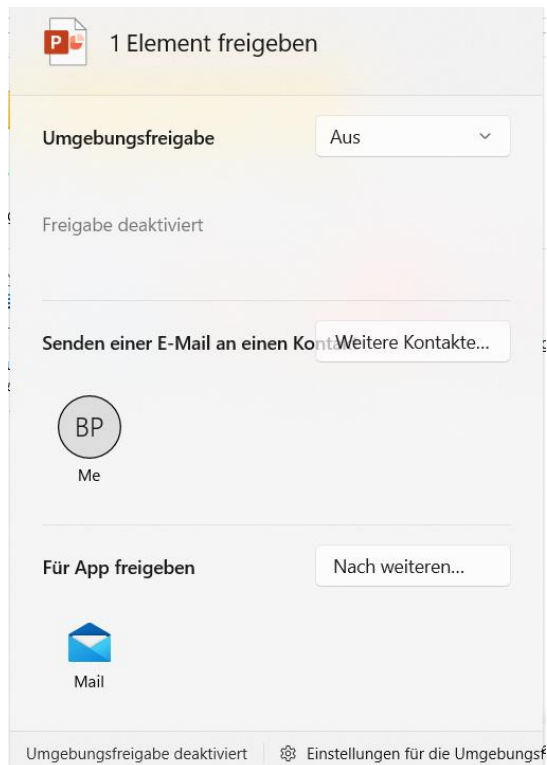 1 Element freigeben
Umgebungsfreigabe
Aus
Freigabe deaktiviert
Senden einer E-Mail an einen Kontakt
Weitere Kontakte...
BP
Me
Für App freigeben
Nach weiteren...
Mail
Umgebungsfreigabe deaktiviert
Einstellungen für die Umgebungsf